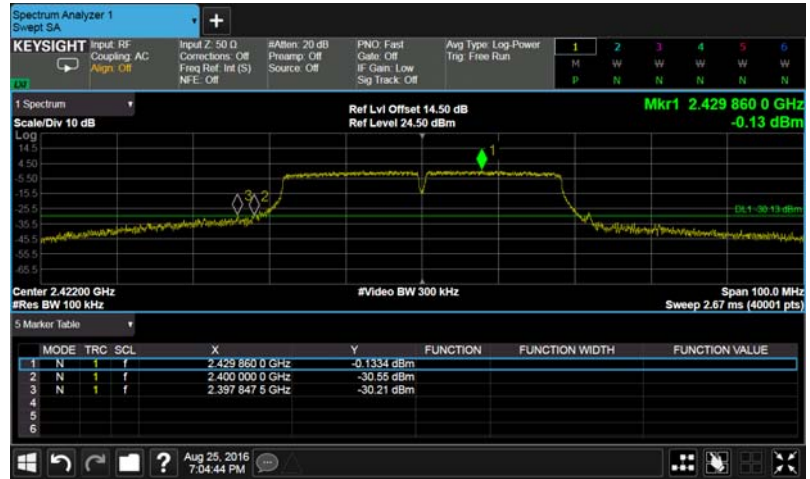 Spectrum Analyzer 1
Swept SA
+
KEYSIGHT Input: RF Input Z: 50 Ω #Atten: 20 dB PNO: Fast Avg Type: Log-Power 1 2 3 4 5 6
Coupling: AC Corrections: Off Preamp: Off Gate: Off Trig: Free Run M W W W W W
Align: Off Freq Ref: Int (S) Source: Off IF Gain: Low P N N N N N
NFE: Off Sig Track: Off
LXI
1 Spectrum Ref Lvl Offset 14.50 dB Mkr1 2.429 860 0 GHz
Scale/Div 10 dB Ref Level 24.50 dBm -0.13 dBm
Log
14.5
4.50
-5.50
-15.5
-25.5
-35.5
-45.5
-55.5
-65.5
1
3 2
DL1 -30.13 dBm
Center 2.42200 GHz #Video BW 300 kHz Span 100.0 MHz
#Res BW 100 kHz Sweep 2.67 ms (40001 pts)
5 Marker Table
MODE TRC SCL X Y FUNCTION FUNCTION WIDTH FUNCTION VALUE
1 N 1 f 2.429 860 0 GHz -0.1334 dBm
2 N 1 f 2.400 000 0 GHz -30.55 dBm
3 N 1 f 2.397 847 5 GHz -30.21 dBm
4
5
6
? Aug 25, 2016
7:04:44 PM